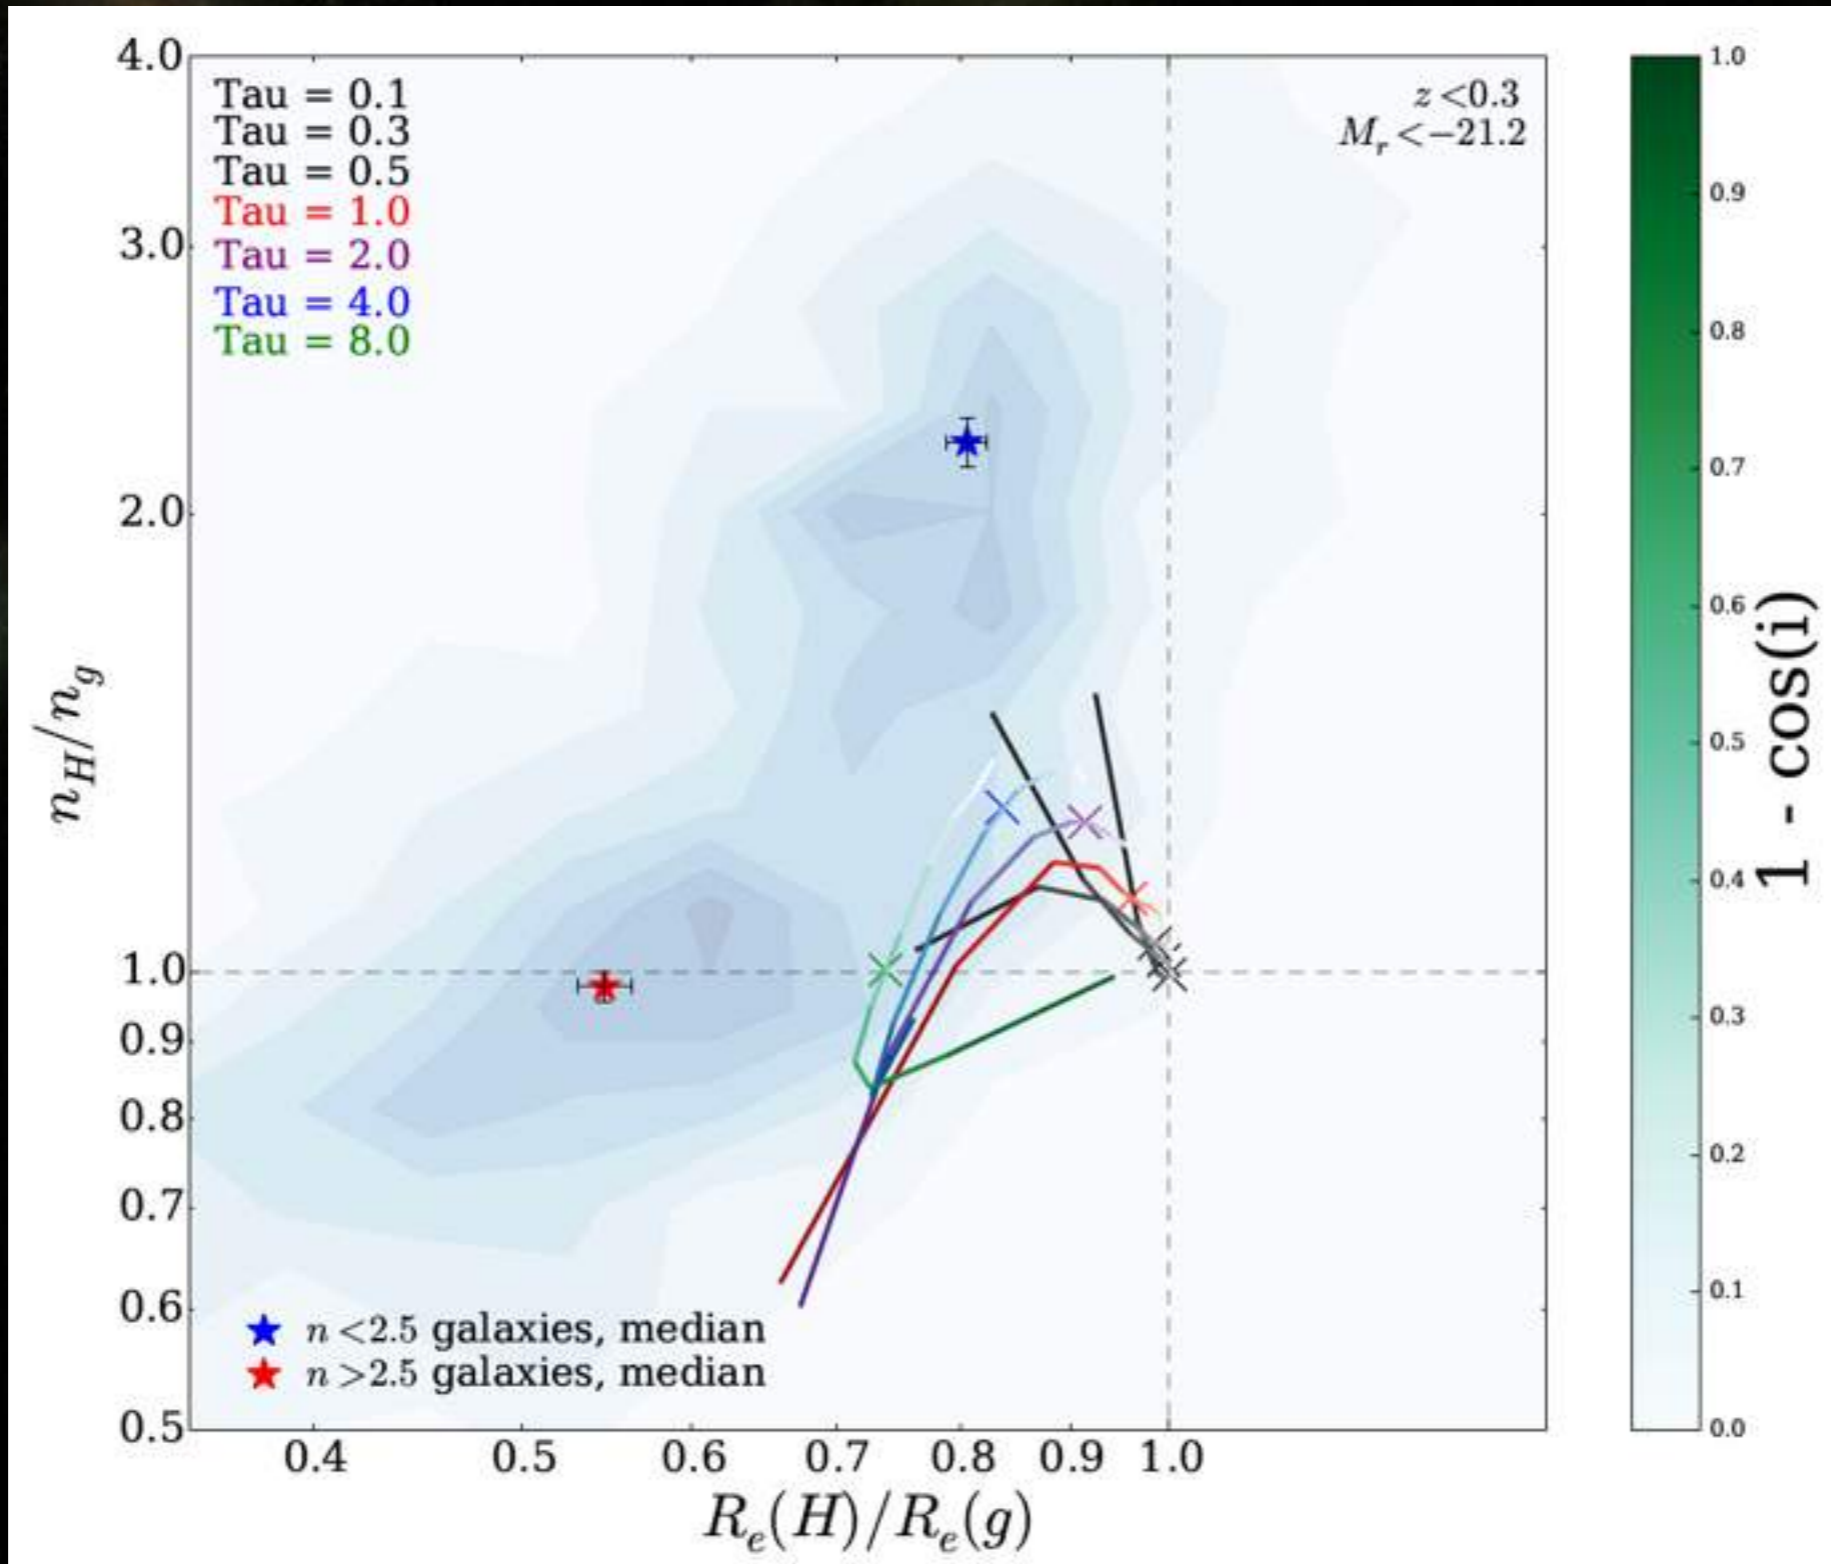 4.0
3.0
2.0
1.0
0.9
0.8
0.7
0.6
0.5
n_H/n_g
Tau = 0.1
Tau = 0.3
Tau = 0.5
Tau = 1.0
Tau = 2.0
Tau = 4.0
Tau = 8.0
z <0.3
M_r <−21.2
n <2.5 galaxies, median
n >2.5 galaxies, median
0.4 0.5 0.6 0.7 0.8 0.9 1.0
R_e(H)/R_e(g)
1.0
0.9
0.8
0.7
0.6
0.5
0.4
0.3
0.2
0.1
0.0
1 - cos(i)